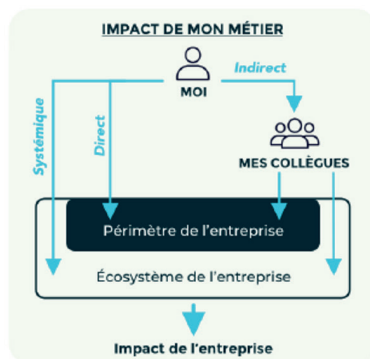 IMPACT DE MON MÉTIER
Indirect
MOI
Systémique
Direct
MES COLLÈGUES
Périmètre de l'entreprise
Écosystème de l'entreprise
Impact de l'entreprise